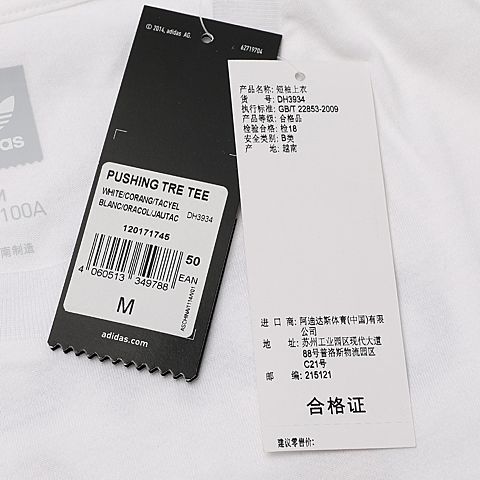 © 2014, adidas AG.
62719704
adidas
M
100A
南制造
PUSHING TRE TEE
WHITE/CORANG/TACYEL
BLANC/ORACOL/JAUTAC
DH3934
120171745
50
EAN
4 060513 349788
M
adidas.com
产品名称: 短袖上衣
货 号: DH3934
执行标准: GB/T 22853-2009
产品等级: 合格品
检验合格: 检18
安全类别: B类
产 地: 越南
进 口 商: 阿迪达斯体育(中国)有限
公司
地 址: 苏州工业园区现代大道
88号普洛斯物流园区
C21号
邮 编: 215121
合格证
建议零售价: